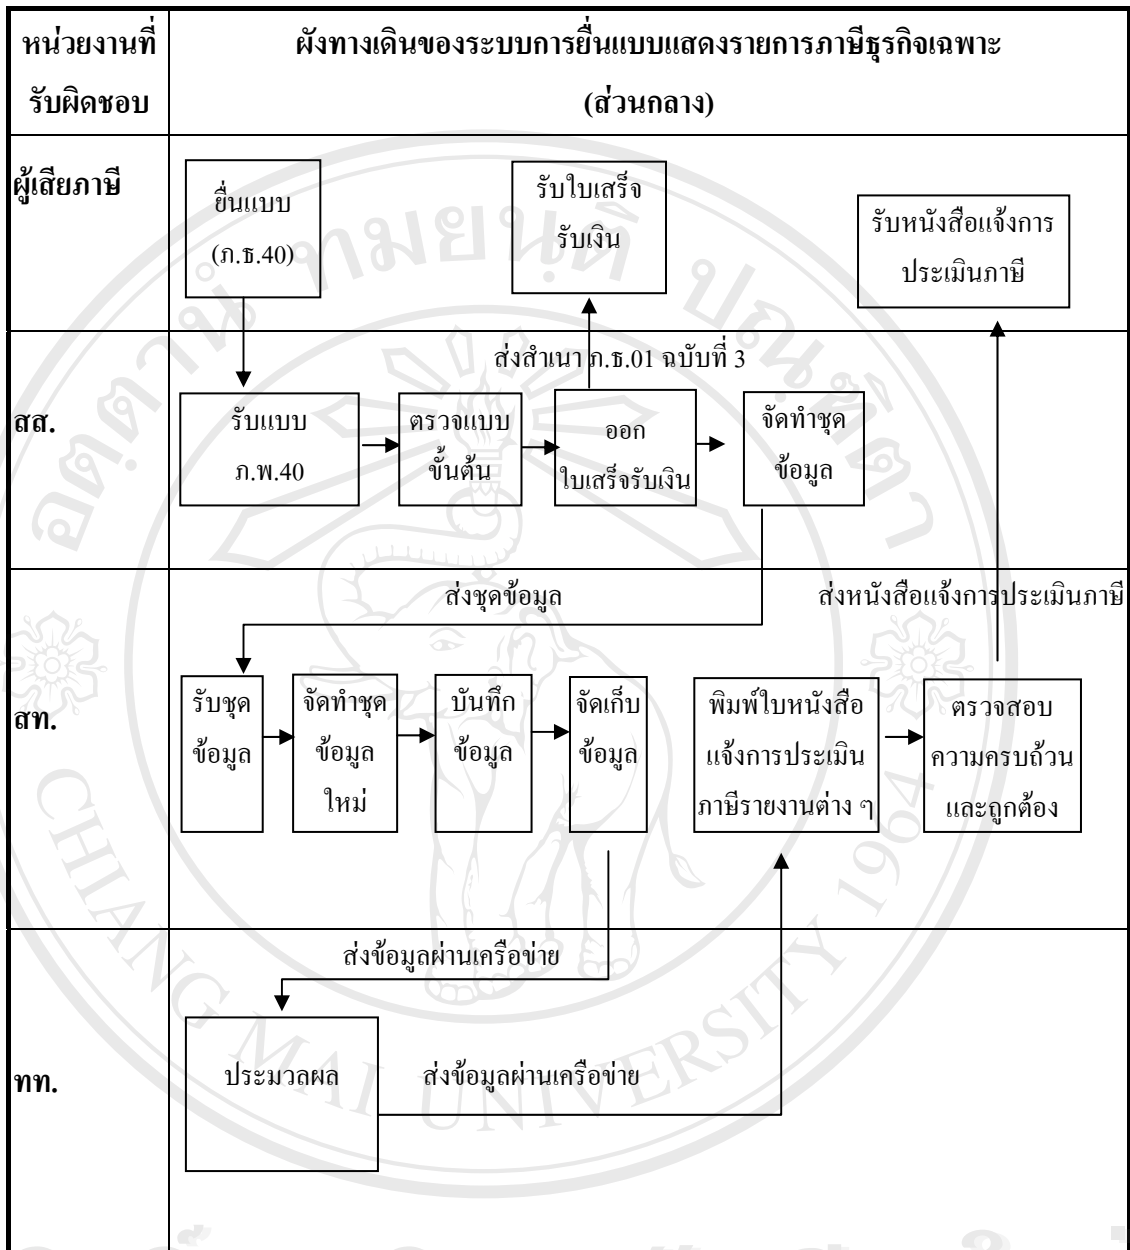 หน่วยงานที่
รับผิดชอบ
ผังทางเดินของระบบการยื่นแบบแสดงรายการภาษีธุรกิจเฉพาะ
(ส่วนกลาง)
ผู้เสียภาษี
ยื่นแบบ
(ภ.ธ.40)
รับใบเสร็จ
รับเงิน
รับหนังสือแจ้งการ
ประเมินภาษี
ส่งสำเนา ภ.ธ.01 ฉบับที่ 3
สส.
รับแบบ
ภ.พ.40
ตรวจแบบ
ขั้นต้น
ออก
ใบเสร็จรับเงิน
จัดทำชุด
ข้อมูล
ส่งชุดข้อมูล
ส่งหนังสือแจ้งการประเมินภาษี
สท.
รับชุด
ข้อมูล
จัดทำชุด
ข้อมูล
ใหม่
บันทึก
ข้อมูล
จัดเก็บ
ข้อมูล
พิมพ์ใบหนังสือ
แจ้งการประเมิน
ภาษีรายงานต่าง ๆ
ตรวจสอบ
ความครบถ้วน
และถูกต้อง
ส่งข้อมูลผ่านเครือข่าย
ทท.
ประมวลผล
ส่งข้อมูลผ่านเครือข่าย
CHIANG MAI UNIVERSITY 1964